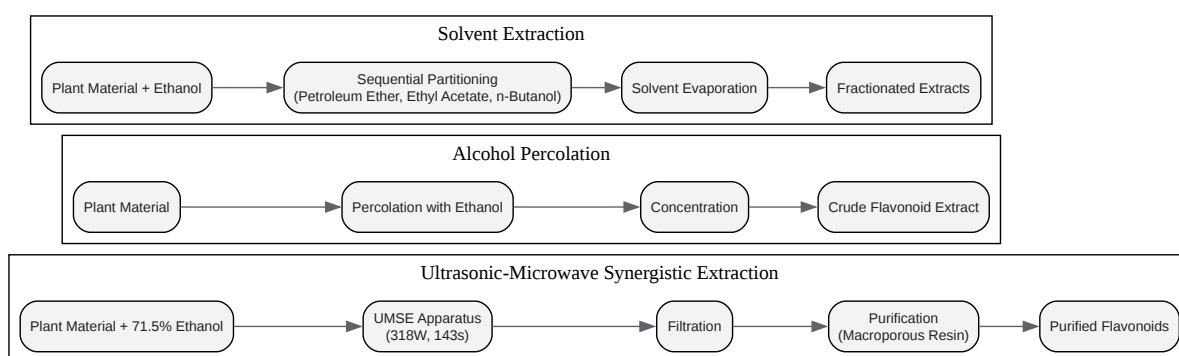 Solvent Extraction
Plant Material + Ethanol
Sequential Partitioning
(Petroleum Ether, Ethyl Acetate, n-Butanol)
Solvent Evaporation
Fractionated Extracts
Alcohol Percolation
Plant Material
Percolation with Ethanol
Concentration
Crude Flavonoid Extract
Ultrasonic-Microwave Synergistic Extraction
Plant Material + 71.5% Ethanol
UMSE Apparatus
(318W, 143s)
Filtration
Purification
(Macroporous Resin)
Purified Flavonoids